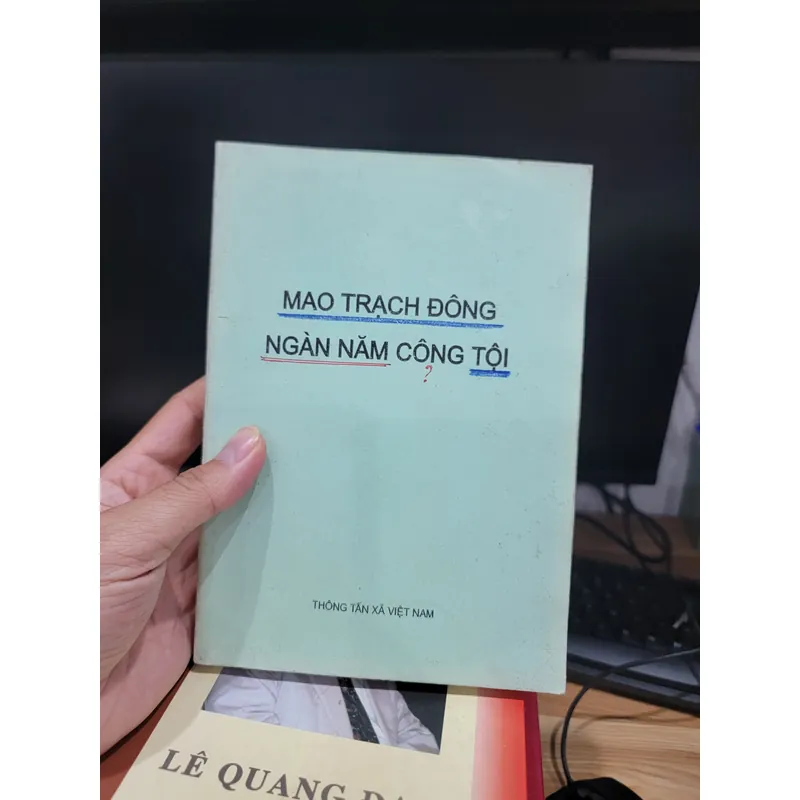 MAO TRẠCH ĐÔNG
NGÀN NĂM CÔNG TỘI
?
THÔNG TẤN XÃ VIỆT NAM
LÊ QUANG